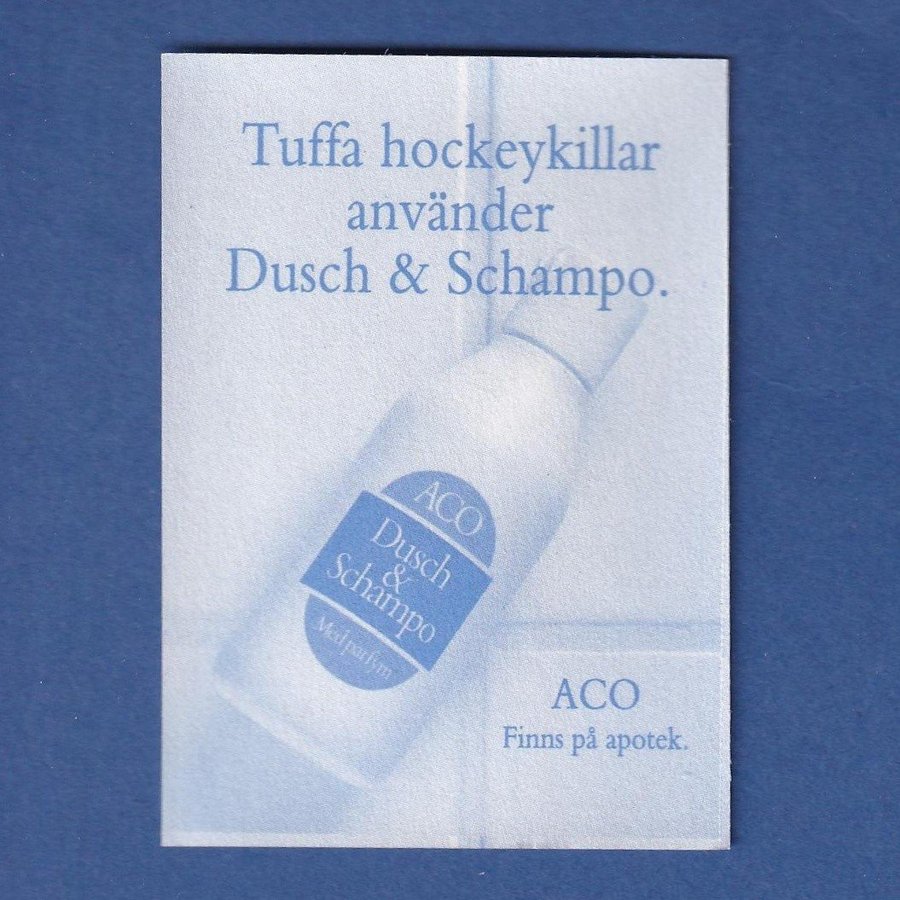 Tuffa hockeykillar
använder
Dusch & Schampo.
ACO
Dusch
&
Schampo
Med parfym
ACO
Finns på apotek.